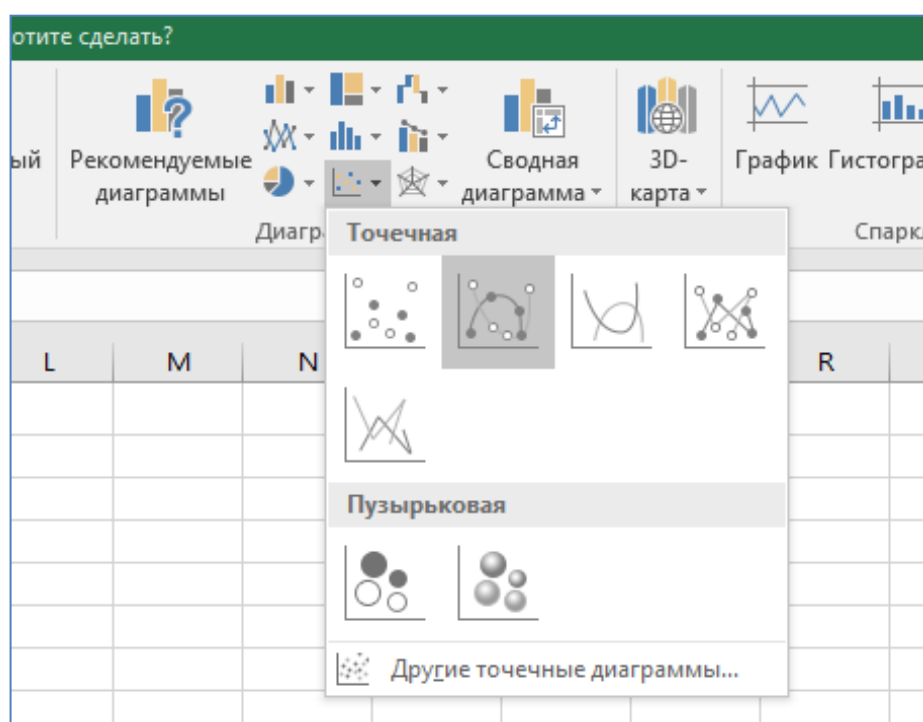 отите сделать?
ый
Рекомендуемые
диаграммы
Сводная
диаграмма
3D-
карта
График
Гистогра
Диагр
Спарк
Точечная
L
M
N
R
Пузырьковая
Другие точечные диаграммы...